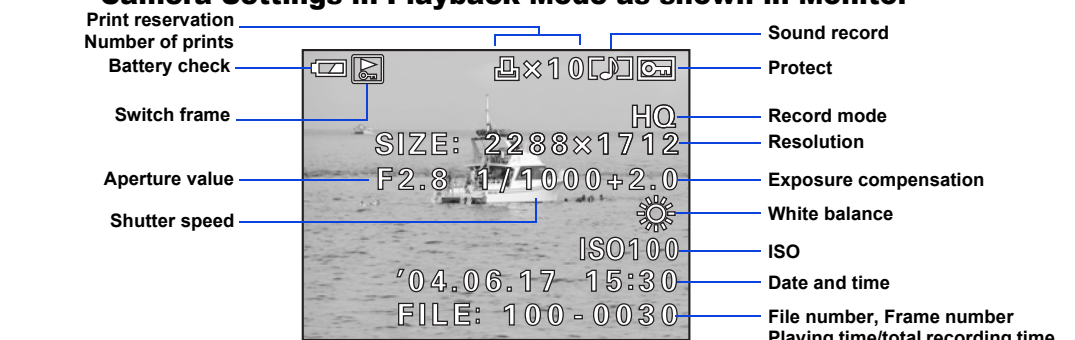 Camera Settings in Playback Mode as shown in Monitor
Print reservation
Number of prints
Battery check
Switch frame
Aperture value
Shutter speed
×10
HQ
SIZE: 2288×1712
F2.8 1/1000+2.0
ISO100
'04.06.17 15:30
FILE: 100-0030
Sound record
Protect
Record mode
Resolution
Exposure compensation
White balance
ISO
Date and time
File number, Frame number
Playing time/total recording time